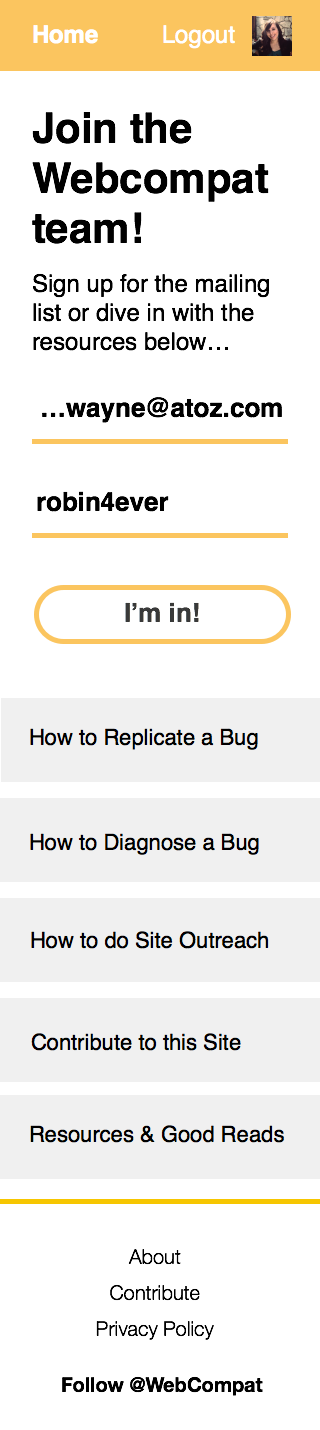 Home Logout
Join the
Webcompat
team!
Sign up for the mailing
list or dive in with the
resources below…
…wayne@atoz.com
robin4ever
I’m in!
How to Replicate a Bug
How to Diagnose a Bug
How to do Site Outreach
Contribute to this Site
Resources & Good Reads
About
Contribute
Privacy Policy
Follow @WebCompat